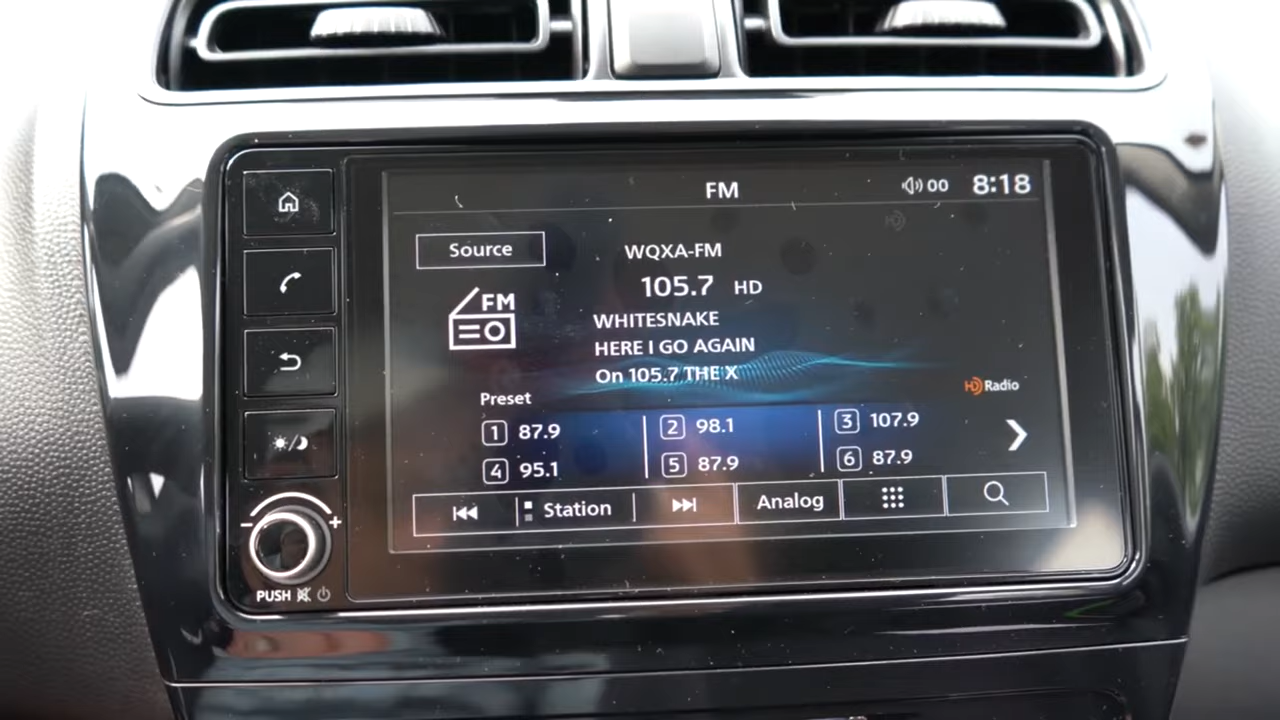 FM
00
8:18
Source
WQXA-FM
105.7 HD
FM
WHITESNAKE
HERE I GO AGAIN
On 105.7 THE X
HD Radio
Preset
1 87.9
2 98.1
3 107.9
4 95.1
5 87.9
6 87.9
Station
Analog
- +
PUSH